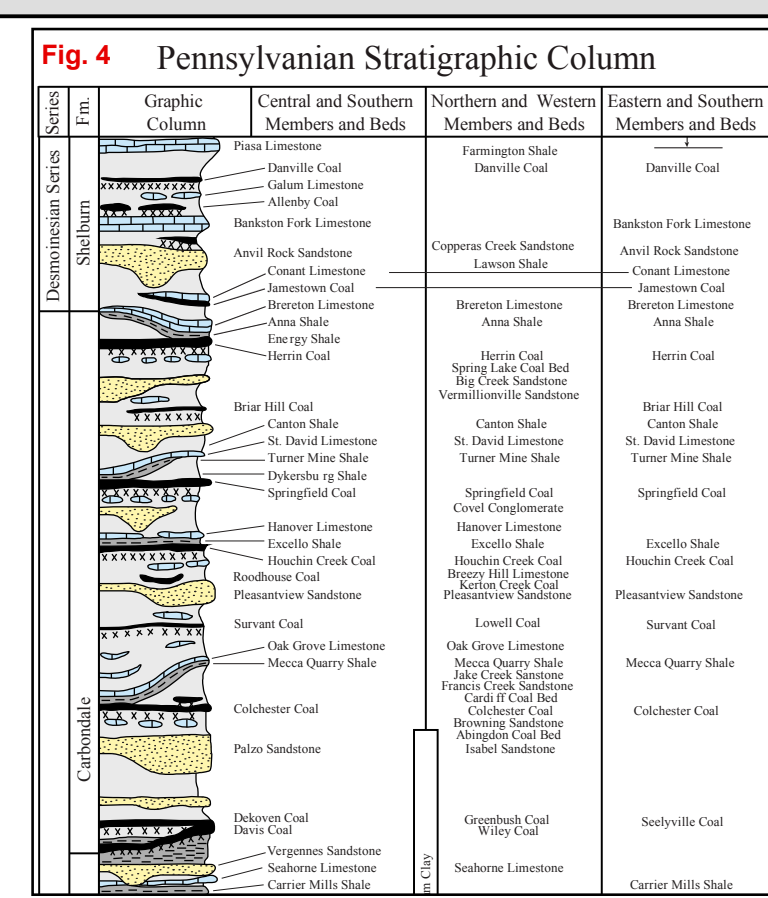 Fig. 4 Pennsylvanian Stratigraphic Column
Series
Fm.
Graphic
Column
Central and Southern
Members and Beds
Northern and Western
Members and Beds
Eastern and Southern
Members and Beds
Desmoinesian Series
Shelburn
Carbondale
Piasa Limestone
Danville Coal
Galum Limestone
Allenby Coal
Bankston Fork Limestone
Anvil Rock Sandstone
Conant Limestone
Jamestown Coal
Brereton Limestone
Anna Shale
Energy Shale
Herrin Coal
Briar Hill Coal
Canton Shale
St. David Limestone
Turner Mine Shale
Dykersbu rg Shale
Springfield Coal
Hanover Limestone
Excello Shale
Houchin Creek Coal
Roodhouse Coal
Pleasantview Sandstone
Survant Coal
Oak Grove Limestone
Mecca Quarry Shale
Colchester Coal
Palzo Sandstone
Dekoven Coal
Davis Coal
Vergennes Sandstone
Seahorne Limestone
Carrier Mills Shale
Farmington Shale
Danville Coal
Copperas Creek Sandstone
Lawson Shale
Brereton Limestone
Anna Shale
Herrin Coal
Spring Lake Coal Bed
Big Creek Sandstone
Vermillionville Sandstone
Canton Shale
St. David Limestone
Turner Mine Shale
Springfield Coal
Covel Conglomerate
Hanover Limestone
Excello Shale
Houchin Creek Coal
Breezy Hill Limestone
Kerton Creek Coal
Pleasantview Sandstone
Lowell Coal
Oak Grove Limestone
Mecca Quarry Shale
Jake Creek Sanstone
Francis Creek Sandstone
Cardi ff Coal Bed
Colchester Coal
Browning Sandstone
Abingdon Coal Bed
Isabel Sandstone
Greenbush Coal
Wiley Coal
Seahorne Limestone
m Clay
Danville Coal
Bankston Fork Limestone
Anvil Rock Sandstone
Conant Limestone
Jamestown Coal
Brereton Limestone
Anna Shale
Herrin Coal
Briar Hill Coal
Canton Shale
St. David Limestone
Turner Mine Shale
Springfield Coal
Excello Shale
Houchin Creek Coal
Pleasantview Sandstone
Survant Coal
Mecca Quarry Shale
Colchester Coal
Seelyville Coal
Carrier Mills Shale